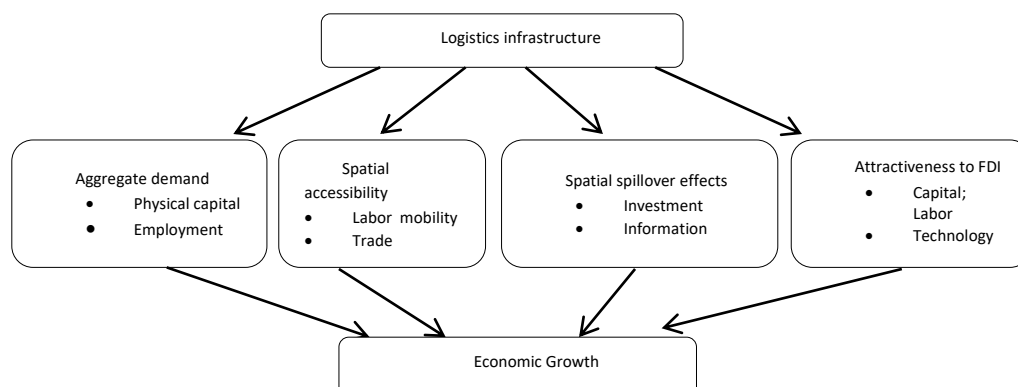 Logistics infrastructure
Aggregate demand
• Physical capital
• Employment
Spatial
accessibility
• Labor mobility
• Trade
Spatial spillover effects
• Investment
• Information
Attractiveness to FDI
• Capital;
Labor
• Technology
Economic Growth